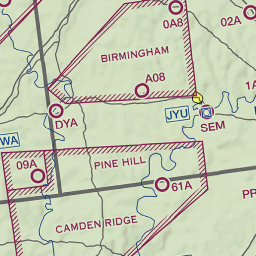 0A8
02A
BIRMINGHAM
A08
1A
JYU
SEM
DYA
WA
09A
PINE HILL
61A
PR
CAMDEN RIDGE